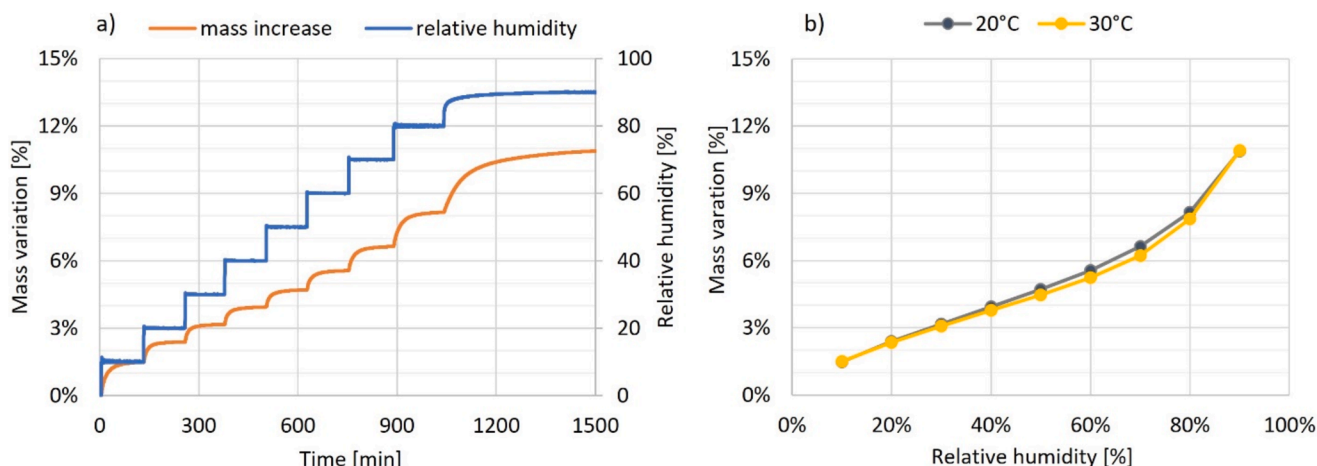 a) mass increase relative humidity
15%
12%
9%
6%
3%
0%
Mass variation [%]
100
80
60
40
20
0
Relative humidity [%]
0 300 600 900 1200 1500
Time [min]
b) 20°C 30°C
15%
12%
9%
6%
3%
0%
Mass varation [%]
0% 20% 40% 60% 80% 100%
Relative humidity [%]